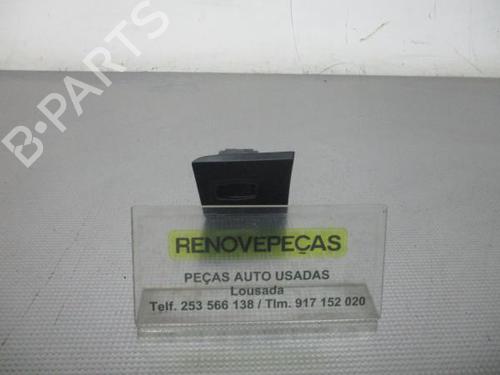 B-PARTS
RENOVEPEÇAS
PEÇAS AUTO USADAS
Lousada
Telf. 253 566 138 / Tlm. 917 152 020